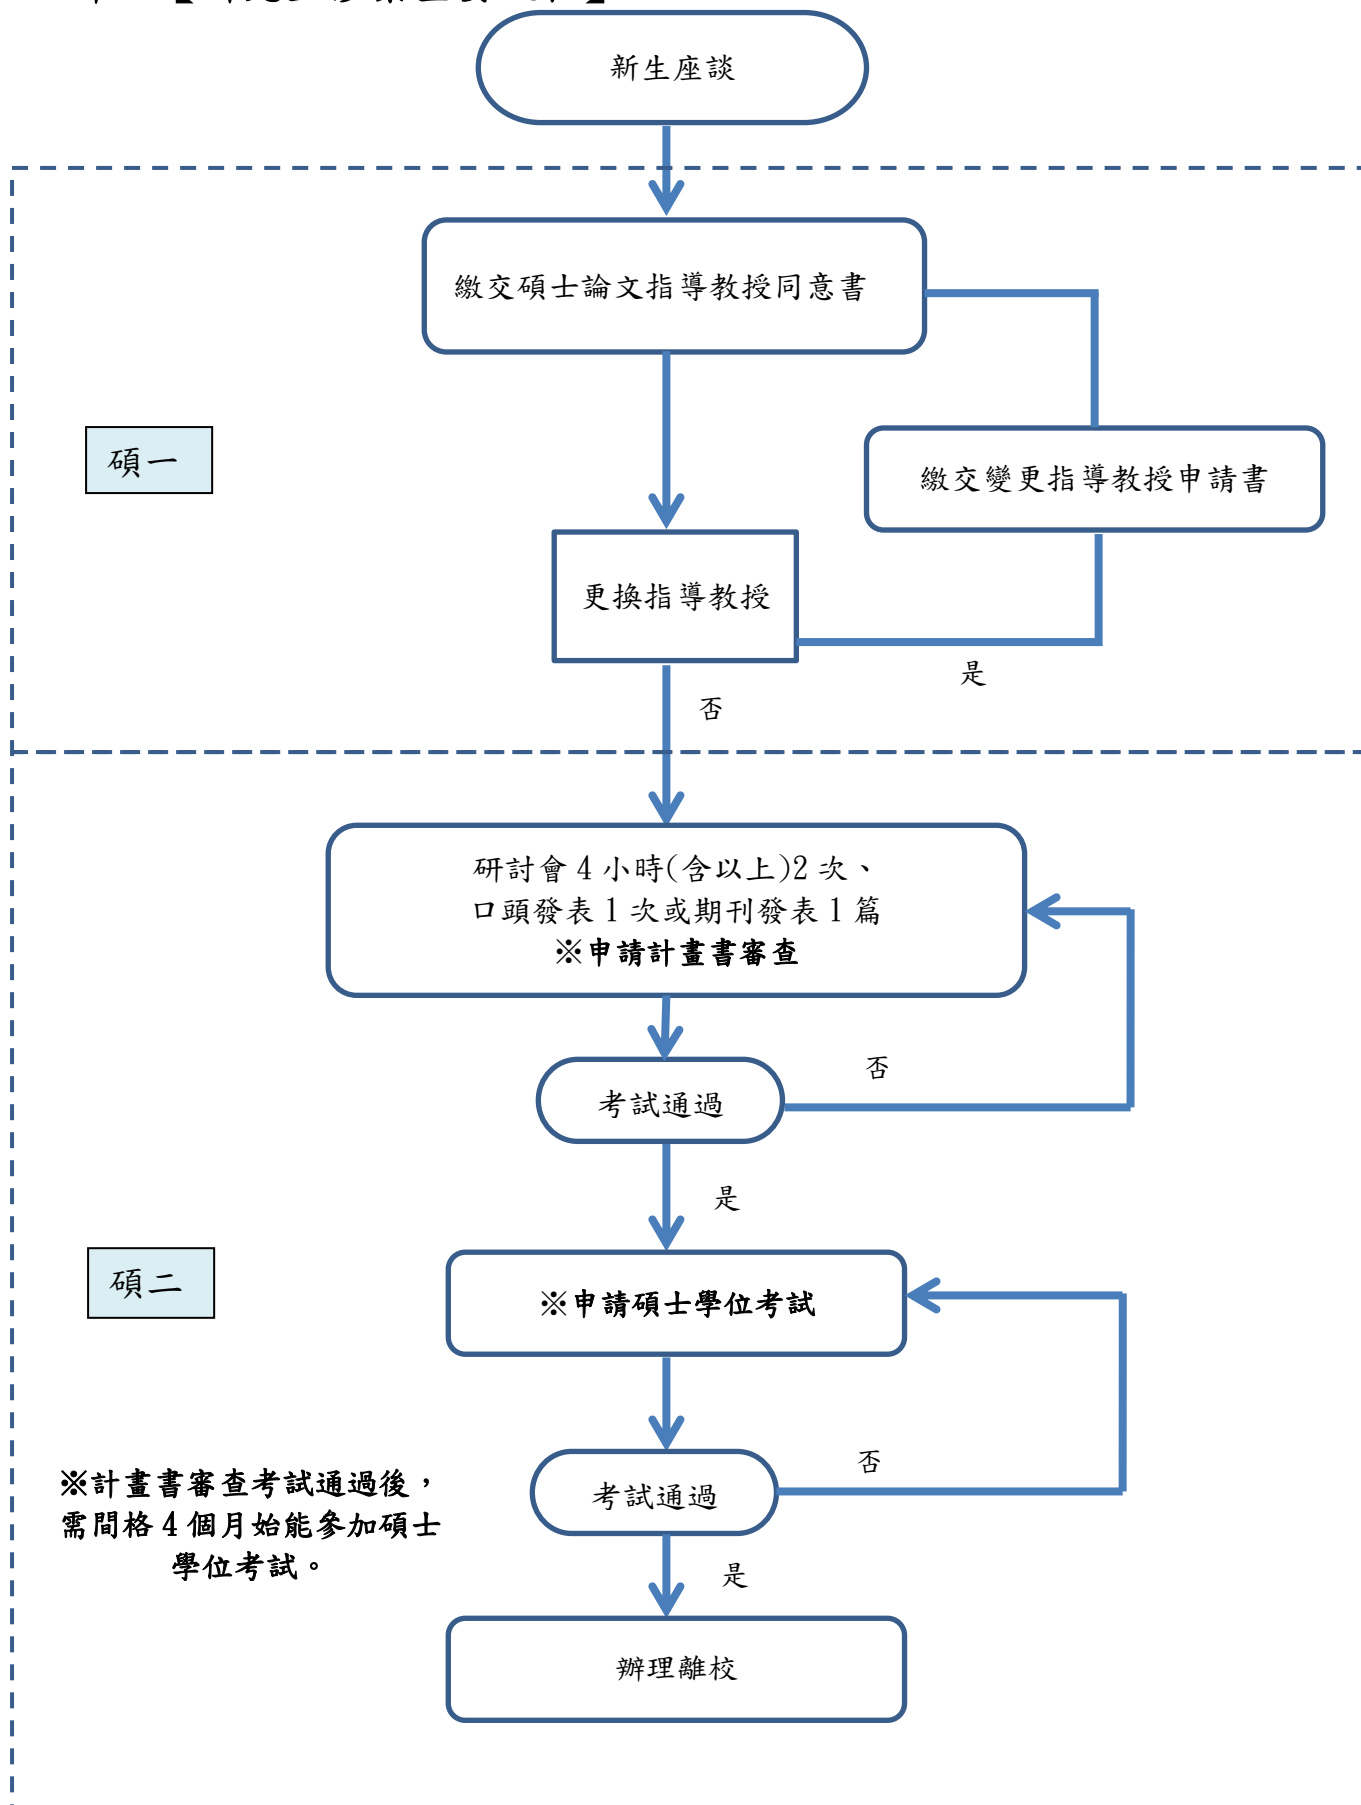 新生座談
繳交碩士論文指導教授同意書
碩一
繳交變更指導教授申請書
更換指導教授
是
否
研討會 4 小時(含以上)2 次、
口頭發表 1 次或期刊發表 1 篇
※申請計畫書審查
否
考試通過
是
碩二
※申請碩士學位考試
否
※計畫書審查考試通過後，
需間格 4 個月始能參加碩士
學位考試。
考試通過
是
辦理離校